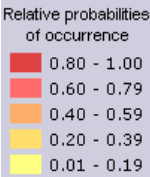 Relative probabilities
of occurrence
0.80 - 1.00
0.60 - 0.79
0.40 - 0.59
0.20 - 0.39
0.01 - 0.19